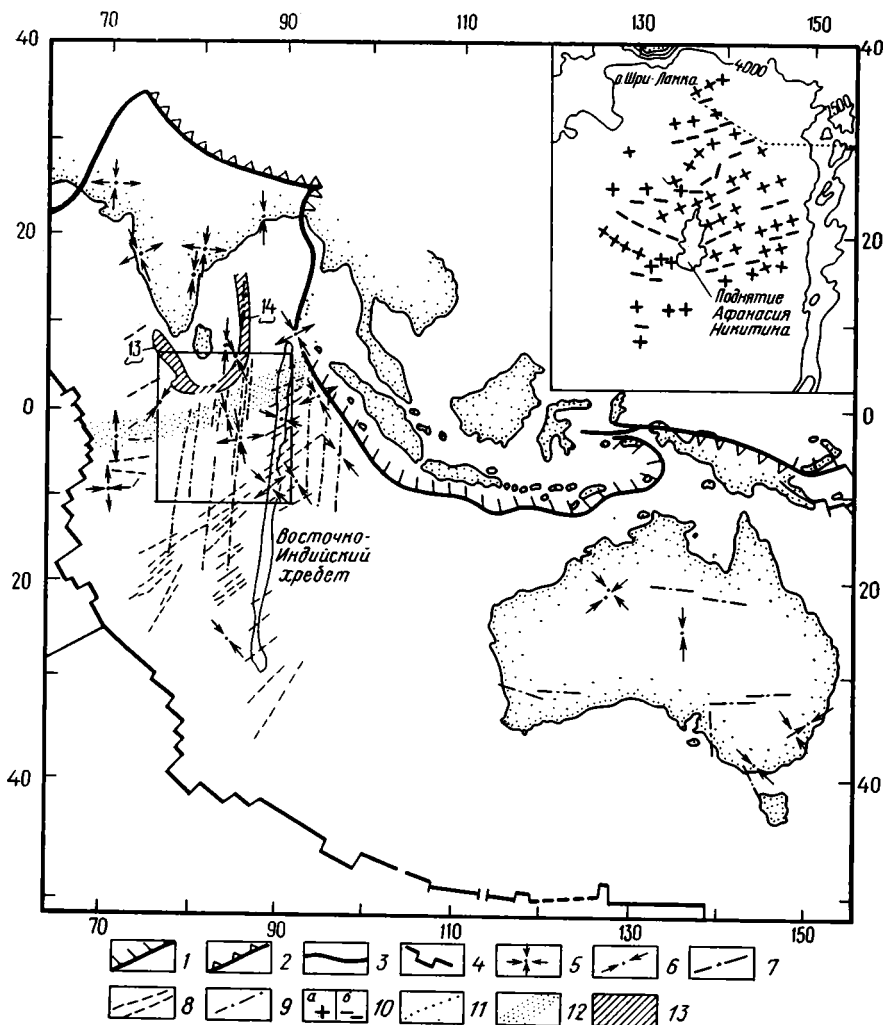 70 90 110 130 150
40 40
р. Шри-Ланка
4000
1500
20 20
Поднятие
Афанасия
Никитина
13
14
0 0
Восточно-
Индийский
хребет
20 20
40 40
70 90 110 130 150
1 2 3 4 5 6 7
8 9 а б 10 11 12 13